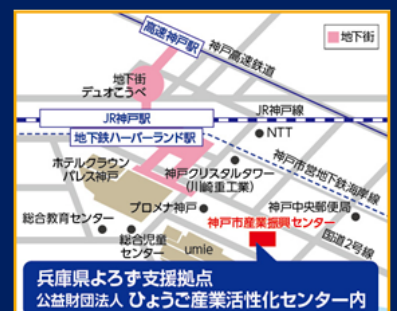 高速神戸駅
神戸高速鉄道
地下街
地下街
デュオこうべ
JR神戸駅
JR神戸線
地下鉄ハーバーランド駅
NTT
神戸市営地下鉄海岸線
ホテルクラウン
パレス神戸
神戸クリスタルタワー
(川崎重工業)
プロメナ神戸
神戸中央郵便局
総合教育センター
神戸市産業振興センター
総合児童
センター
umie
国道2号線
兵庫県よろず支援拠点
公益財団法人 ひょうご産業活性化センター内